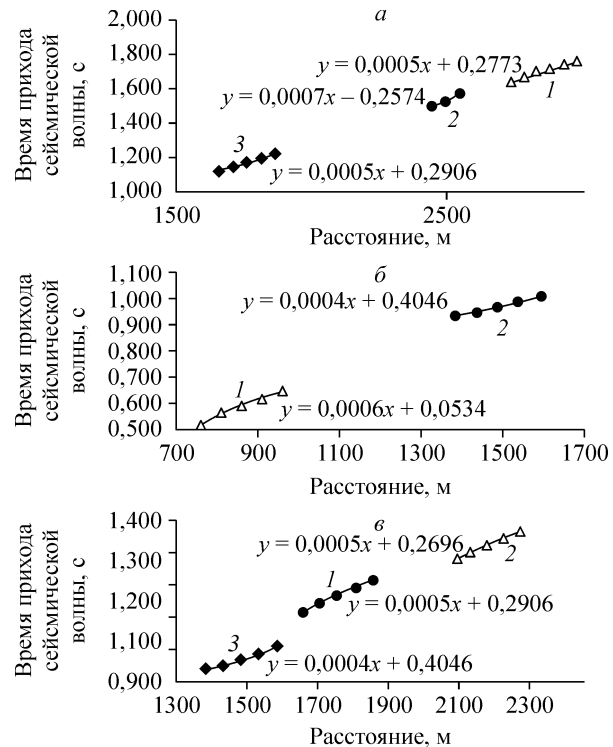 а
Время прихода
сейсмической
волны, с
2,000
1,800
1,600
1,400
1,200
1,000
y = 0,0005x + 0,2773
1
y = 0,0007x – 0,2574
2
3
y = 0,0005x + 0,2906
1500
2500
Расстояние, м
б
Время прихода
сейсмической
волны, с
1,100
1,000
0,900
0,800
0,700
0,600
0,500
y = 0,0004x + 0,4046
2
1
y = 0,0006x + 0,0534
700
900
1100
1300
1500
1700
Расстояние, м
в
Время прихода
сейсмической
волны, с
1,400
1,300
1,200
1,100
0,900
y = 0,0005x + 0,2696
2
1
y = 0,0005x + 0,2906
3
y = 0,0004x + 0,4046
1300
1500
1700
1900
2100
2300
Расстояние, м